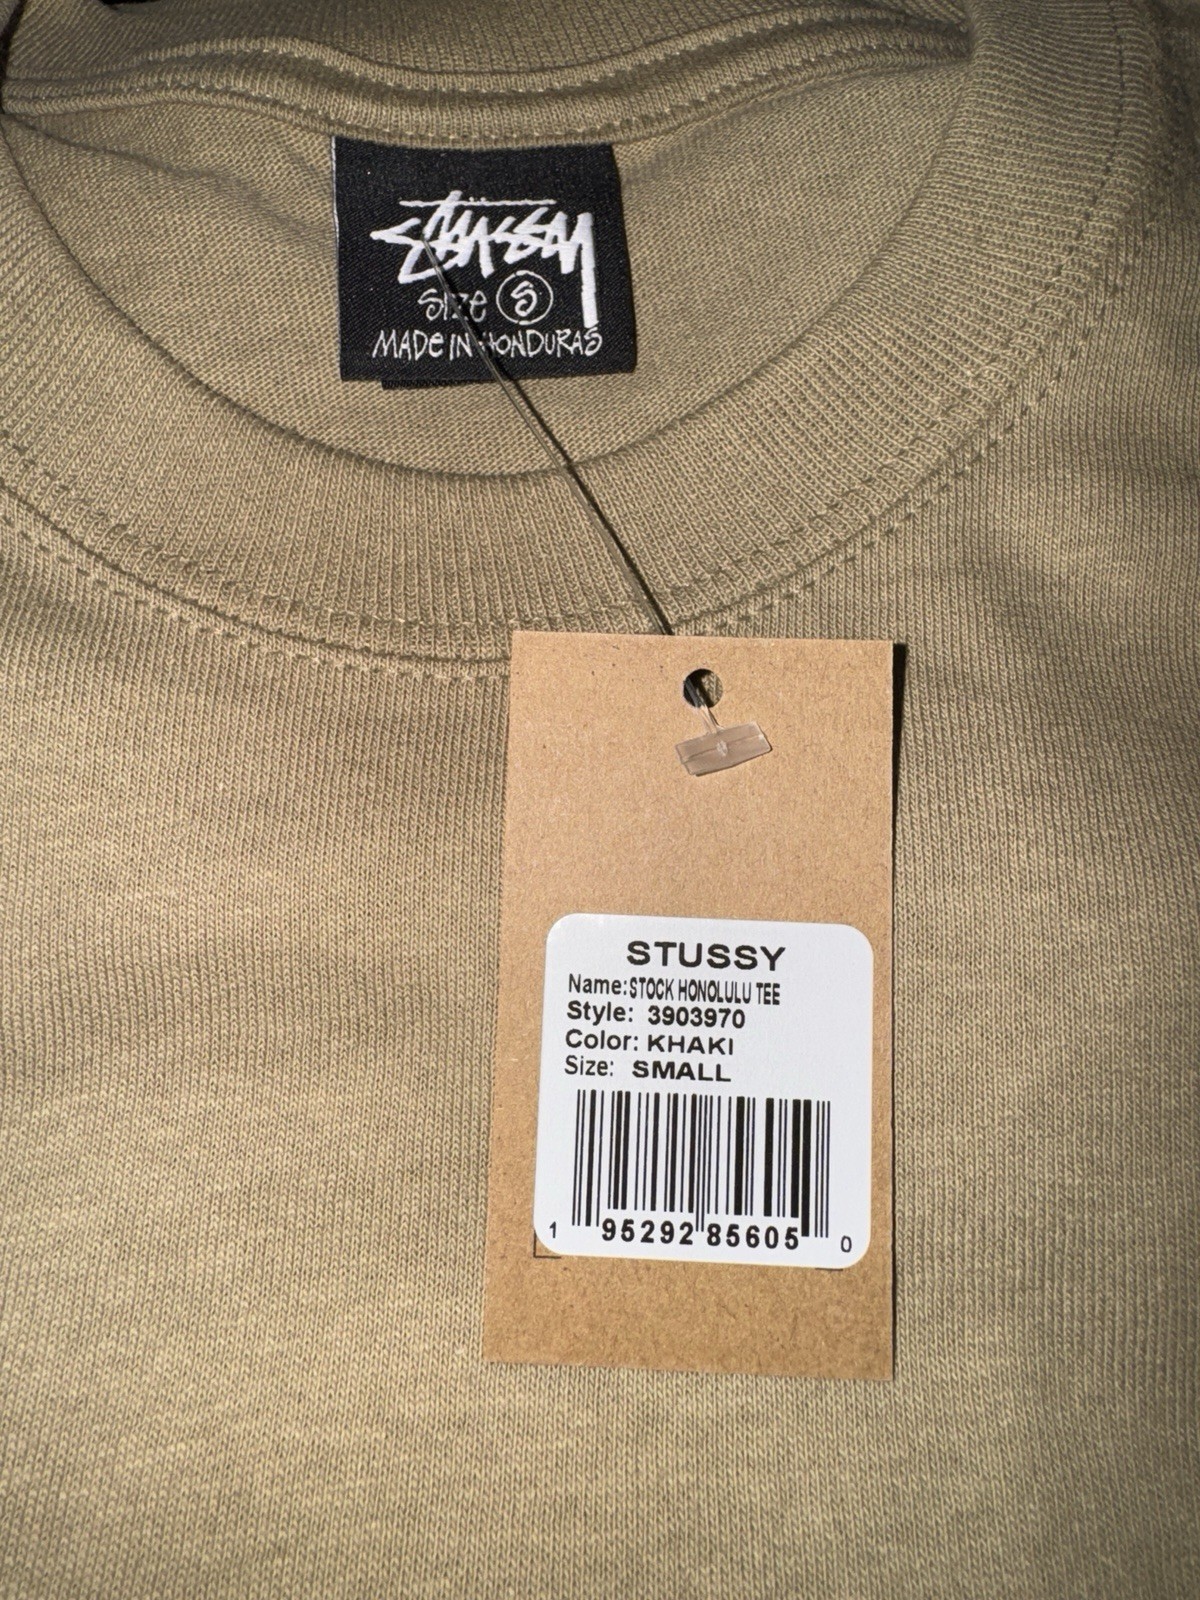 Stüssy
Size S
MADE IN HONDURAS
STUSSY
Name:STOCK HONOLULU TEE
Style: 3903970
Color: KHAKI
Size: SMALL
1 95292 85605 0